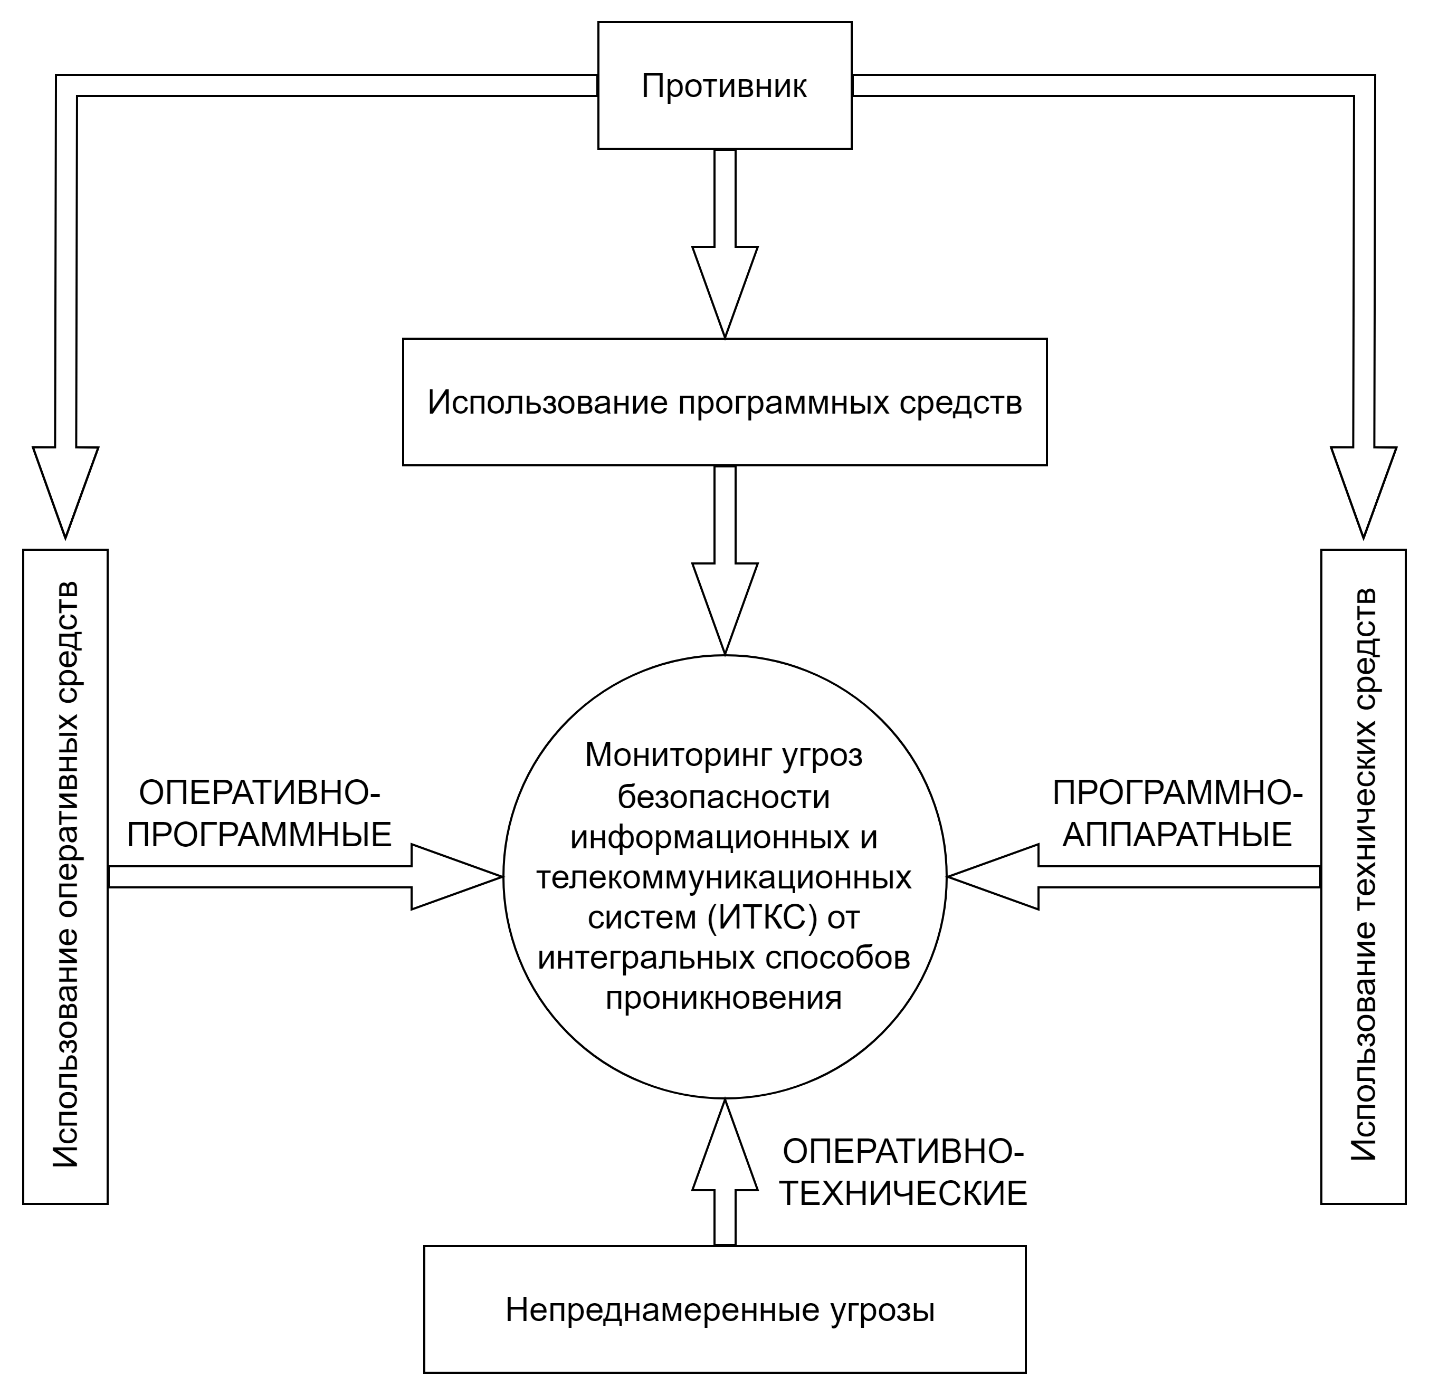 Противник
Использование программных средств
Использование оперативных средств
ОПЕРАТИВНО-
ПРОГРАММНЫЕ
Мониторинг угроз
безопасности
информационных и
телекоммуникационных
систем (ИТКС) от
интегральных способов
проникновения
ПРОГРАММНО-
АППАРАТНЫЕ
Использование технических средств
ОПЕРАТИВНО-
ТЕХНИЧЕСКИЕ
Непреднамеренные угрозы